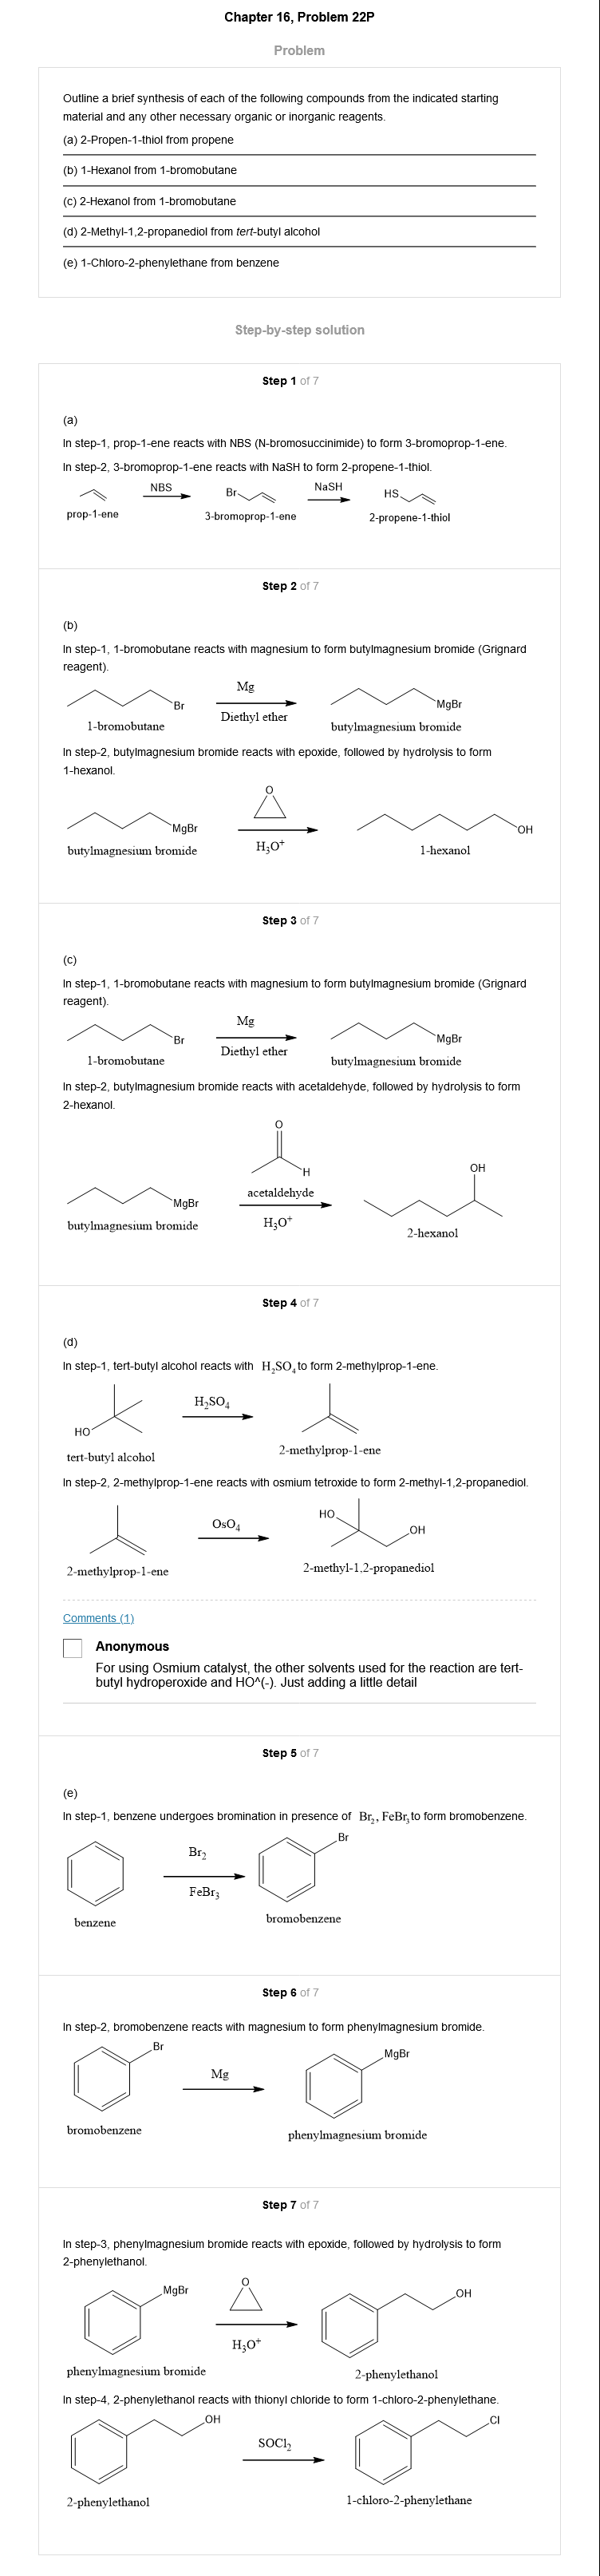 Chapter 16, Problem 22P
Problem
Outline a brief synthesis of each of the following compounds from the indicated starting
material and any other necessary organic or inorganic reagents.
(a) 2-Propen-1-thiol from propene
(b) 1-Hexanol from 1-bromobutane
(c) 2-Hexanol from 1-bromobutane
(d) 2-Methyl-1,2-propanediol from tert-butyl alcohol
(e) 1-Chloro-2-phenylethane from benzene
Step-by-step solution
Step 1 of 7
(a)
In step-1, prop-1-ene reacts with NBS (N-bromosuccinimide) to form 3-bromoprop-1-ene.
In step-2, 3-bromoprop-1-ene reacts with NaSH to form 2-propene-1-thiol.
NBS
Br
NaSH
HS
prop-1-ene
3-bromoprop-1-ene
2-propene-1-thiol
Step 2 of 7
(b)
In step-1, 1-bromobutane reacts with magnesium to form butylmagnesium bromide (Grignard
reagent).
Br
Mg
Diethyl ether
MgBr
1-bromobutane
butylmagnesium bromide
In step-2, butylmagnesium bromide reacts with epoxide, followed by hydrolysis to form
1-hexanol.
O
MgBr
H₃O⁺
OH
butylmagnesium bromide
1-hexanol
Step 3 of 7
(c)
In step-1, 1-bromobutane reacts with magnesium to form butylmagnesium bromide (Grignard
reagent).
Br
Mg
Diethyl ether
MgBr
1-bromobutane
butylmagnesium bromide
In step-2, butylmagnesium bromide reacts with acetaldehyde, followed by hydrolysis to form
2-hexanol.
O
H
acetaldehyde
MgBr
H₃O⁺
OH
butylmagnesium bromide
2-hexanol
Step 4 of 7
(d)
In step-1, tert-butyl alcohol reacts with H₂SO₄ to form 2-methylprop-1-ene.
HO
H₂SO₄
tert-butyl alcohol
2-methylprop-1-ene
In step-2, 2-methylprop-1-ene reacts with osmium tetroxide to form 2-methyl-1,2-propanediol.
OsO₄
HO
OH
2-methylprop-1-ene
2-methyl-1,2-propanediol
Comments (1)
Anonymous
For using Osmium catalyst, the other solvents used for the reaction are tert-
butyl hydroperoxide and HO^(-). Just adding a little detail
Step 5 of 7
(e)
In step-1, benzene undergoes bromination in presence of Br₂, FeBr₃ to form bromobenzene.
Br₂
FeBr₃
Br
benzene
bromobenzene
Step 6 of 7
In step-2, bromobenzene reacts with magnesium to form phenylmagnesium bromide.
Br
Mg
MgBr
bromobenzene
phenylmagnesium bromide
Step 7 of 7
In step-3, phenylmagnesium bromide reacts with epoxide, followed by hydrolysis to form
2-phenylethanol.
MgBr
O
H₃O⁺
OH
phenylmagnesium bromide
2-phenylethanol
In step-4, 2-phenylethanol reacts with thionyl chloride to form 1-chloro-2-phenylethane.
OH
SOCl₂
Cl
2-phenylethanol
1-chloro-2-phenylethane